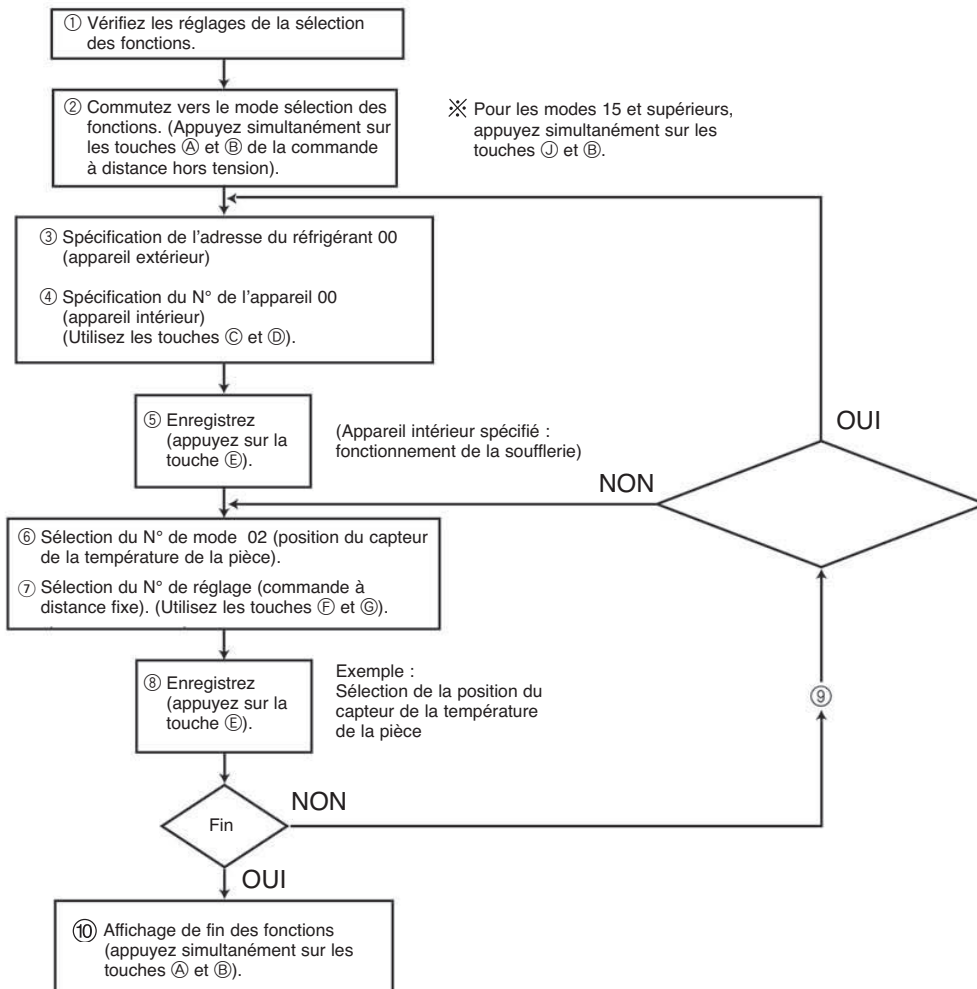 ① Vérifiez les réglages de la sélection
des fonctions.
② Commutez vers le mode sélection des
fonctions. (Appuyez simultanément sur
les touches Ⓐ et Ⓑ de la commande
à distance hors tension).
※ Pour les modes 15 et supérieurs,
appuyez simultanément sur les
touches Ⓙ et Ⓑ.
③ Spécification de l'adresse du réfrigérant 00
(appareil extérieur)
④ Spécification du N° de l'appareil 00
(appareil intérieur)
(Utilisez les touches Ⓒ et Ⓓ).
⑤ Enregistrez
(appuyez sur la
touche Ⓔ).
(Appareil intérieur spécifié :
fonctionnement de la soufflerie)
OUI
NON
⑥ Sélection du N° de mode 02 (position du capteur
de la température de la pièce).
⑦ Sélection du N° de réglage (commande à
distance fixe). (Utilisez les touches Ⓕ et Ⓖ).
⑧ Enregistrez
(appuyez sur la
touche Ⓔ).
Exemple :
Sélection de la position du
capteur de la température
de la pièce
⑨
Fin
NON
OUI
⑩ Affichage de fin des fonctions
(appuyez simultanément sur les
touches Ⓐ et Ⓑ).